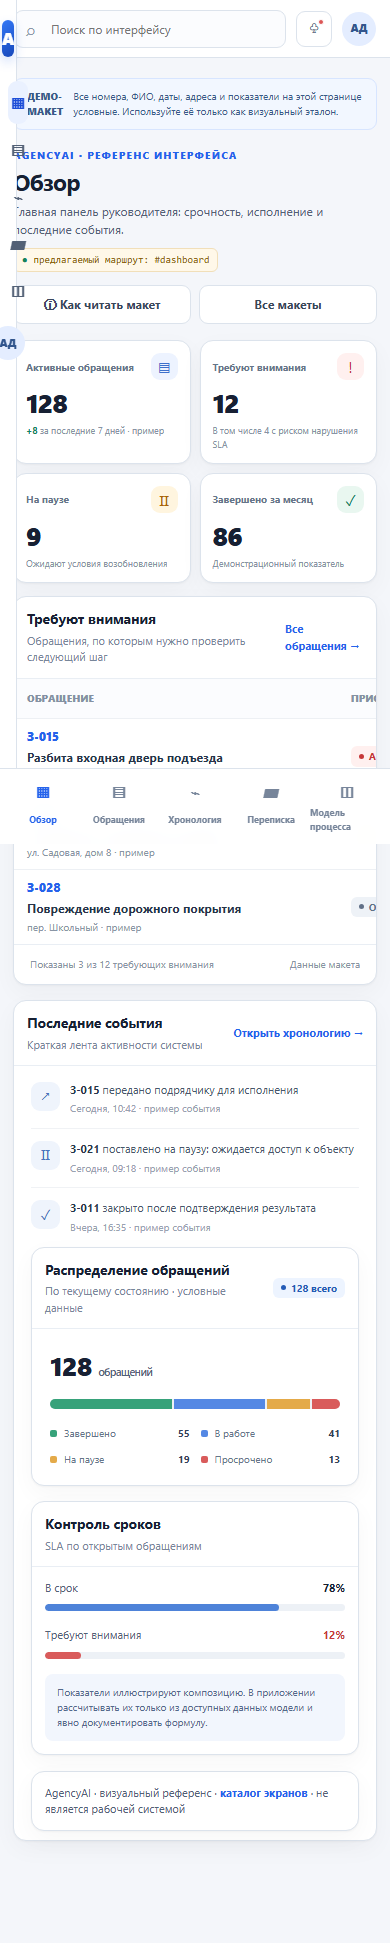 А
Поиск по интерфейсу
АД
ДЕМО-МАКЕТ
Все номера, ФИО, даты, адреса и показатели на этой странице
условные. Используйте её только как визуальный эталон.
AGENCYAI • РЕФЕРЕНС ИНТЕРФЕЙСА
Обзор
Главная панель руководителя: срочность, исполнение и
последние события.
предлагаемый маршрут: #dashboard
Как читать макет
Все макеты
АД
Активные обращения
128
+8 за последние 7 дней · пример
Требуют внимания
!
12
В том числе 4 с риском нарушения
SLA
На паузе
9
Ожидают условия возобновления
Завершено за месяц
86
Демонстрационный показатель
Требуют внимания
Обращения, по которым нужно проверить
следующий шаг
Все
обращения →
ОБРАЩЕНИЕ
З-015
Разбита входная дверь подъезда
Обзор
Обращения
Хронология
Переписка
Модель
процесса
ул. Садовая, дом 8 · пример
З-028
Повреждение дорожного покрытия
пер. Школьный · пример
Показаны 3 из 12 требующих внимания
Данные макета
Последние события
Краткая лента активности системы
Открыть хронологию →
З-015 передано подрядчику для исполнения
Сегодня, 10:42 · пример события
З-021 поставлено на паузу: ожидается доступ к объекту
Сегодня, 09:18 · пример события
З-011 закрыто после подтверждения результата
Вчера, 16:35 · пример события
Распределение обращений
По текущему состоянию · условные
данные
128 всего
128 обращений
Завершено 55
В работе 41
На паузе 19
Просрочено 13
Контроль сроков
SLA по открытым обращениям
В срок 78%
Требуют внимания 12%
Показатели иллюстрируют композицию. В приложении
рассчитывать их только из доступных данных модели и
явно документировать формулу.
AgencyAI · визуальный референс · каталог экранов · не
является рабочей системой